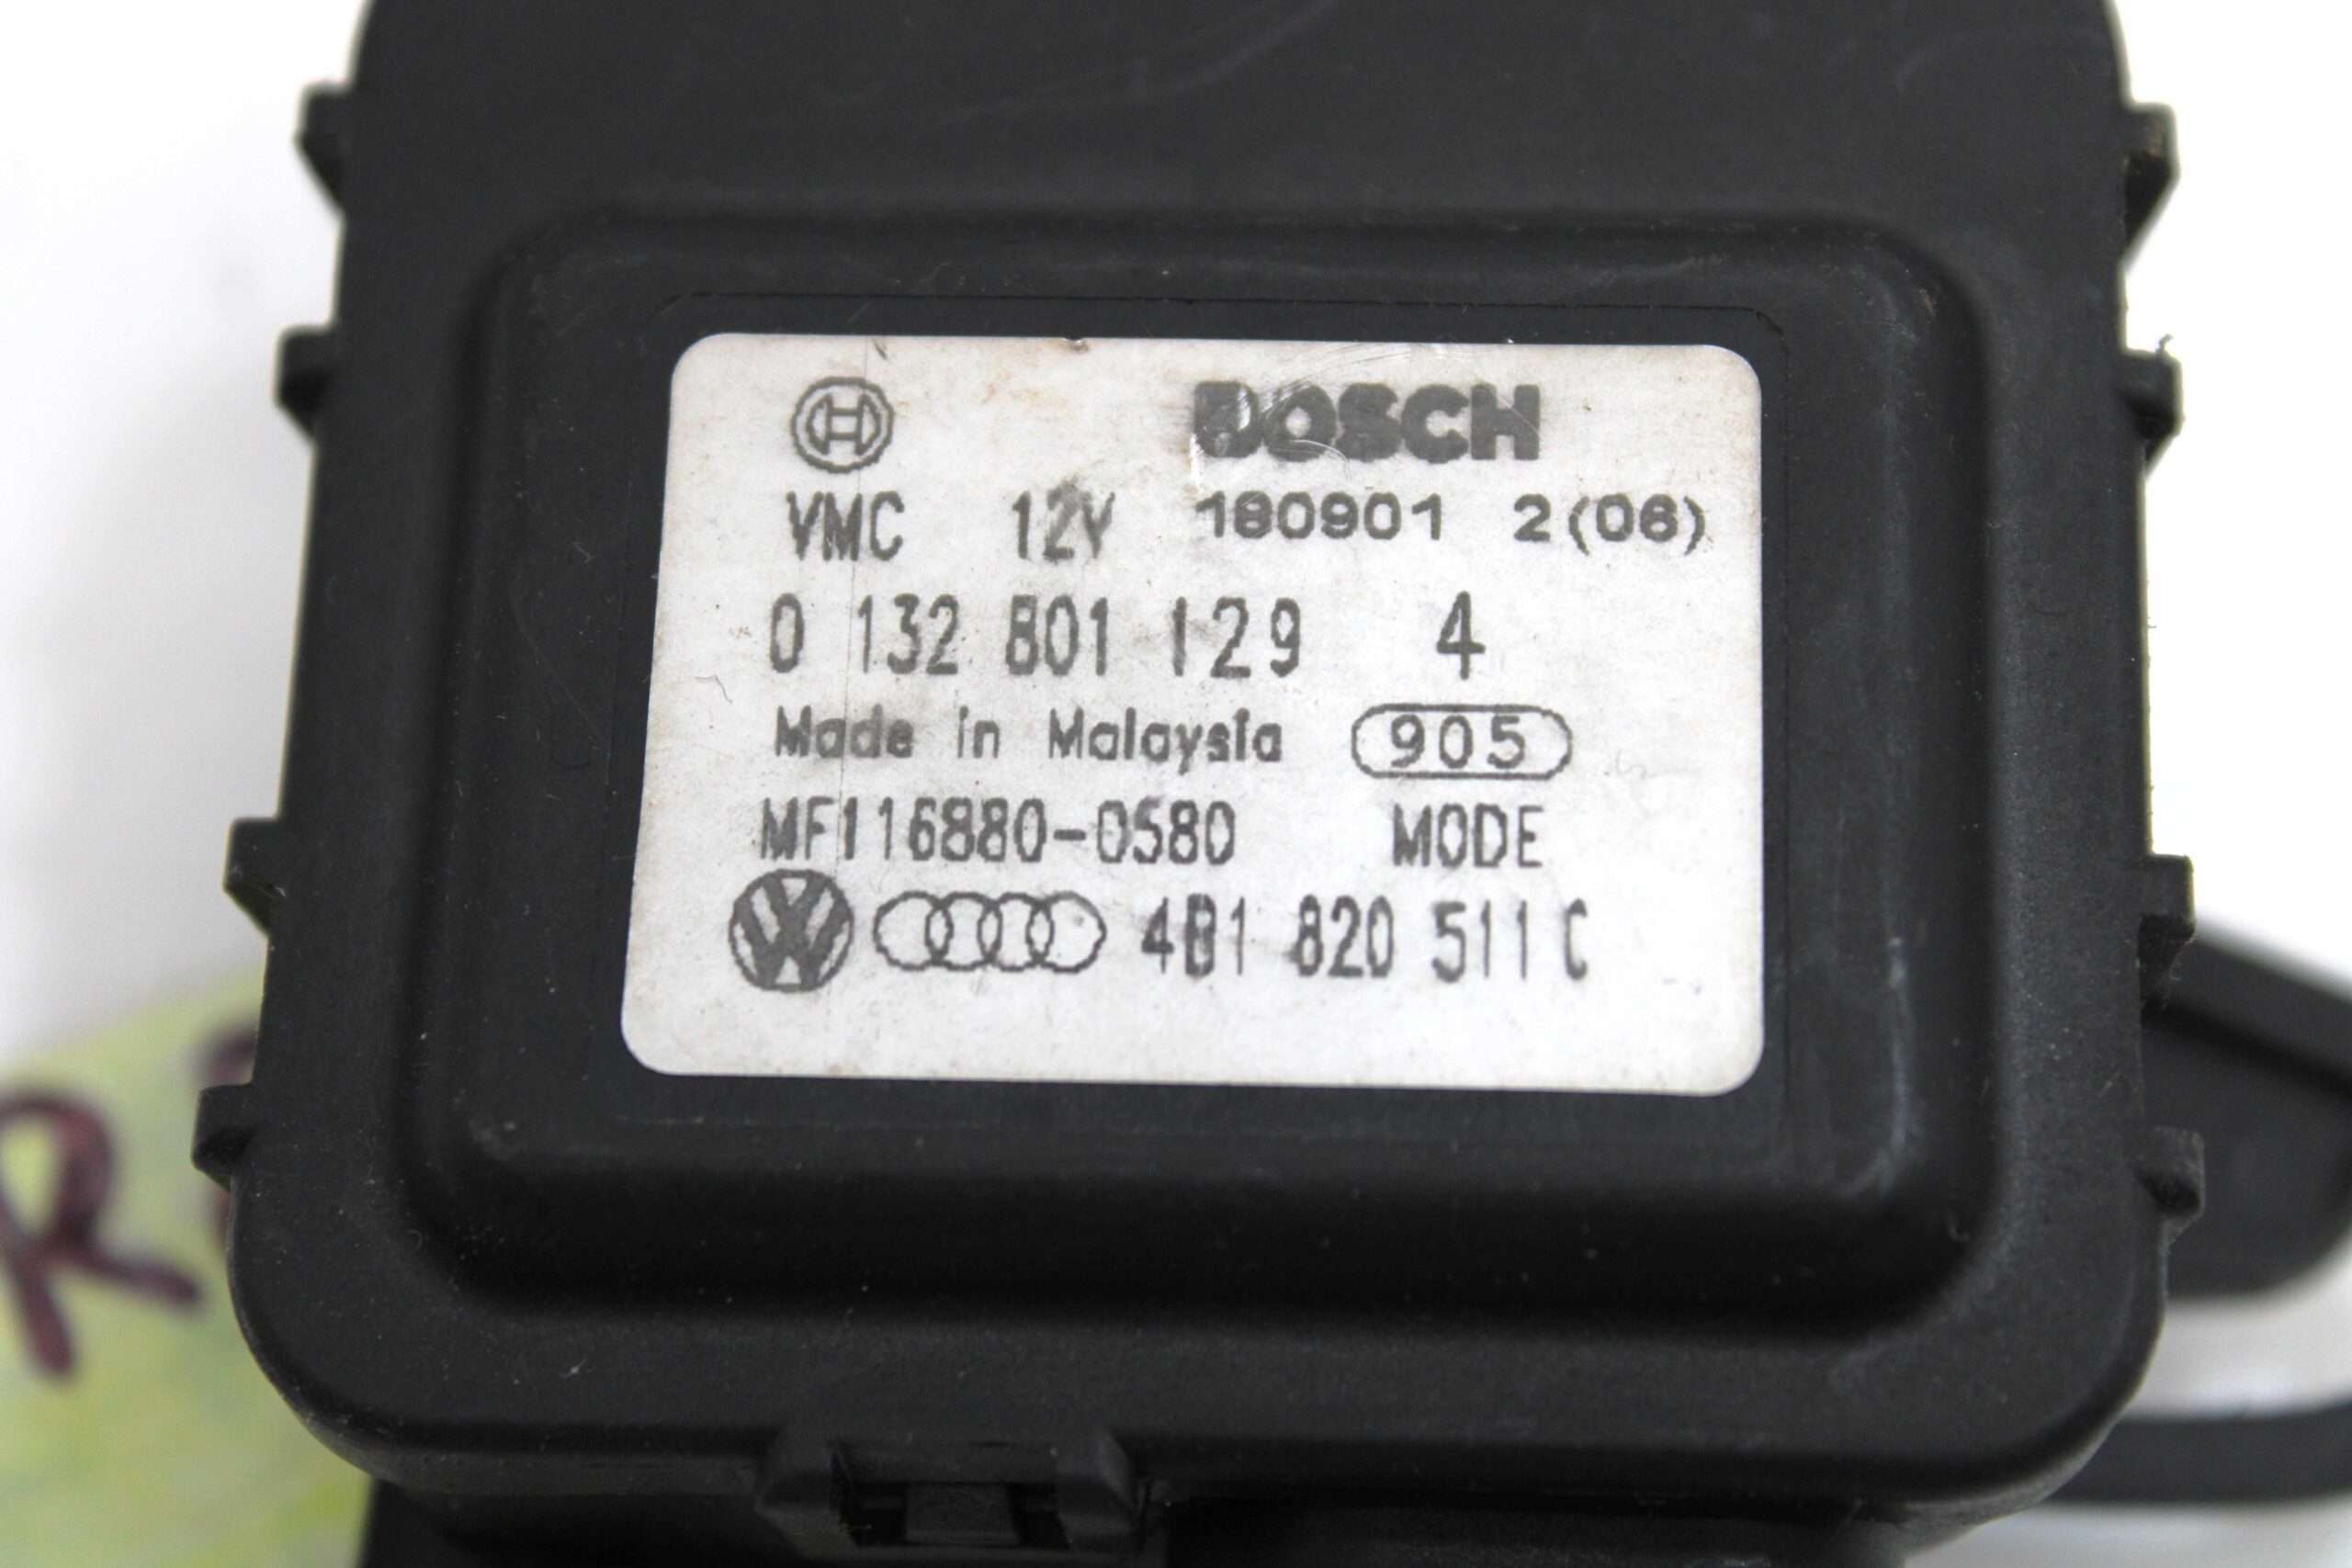 BOSCH
VMC 12V 180901 2(06)
0 132 801 129 4
Made in Malaysia 905
MF116880-0580 MODE
4B1 820 511 C
R